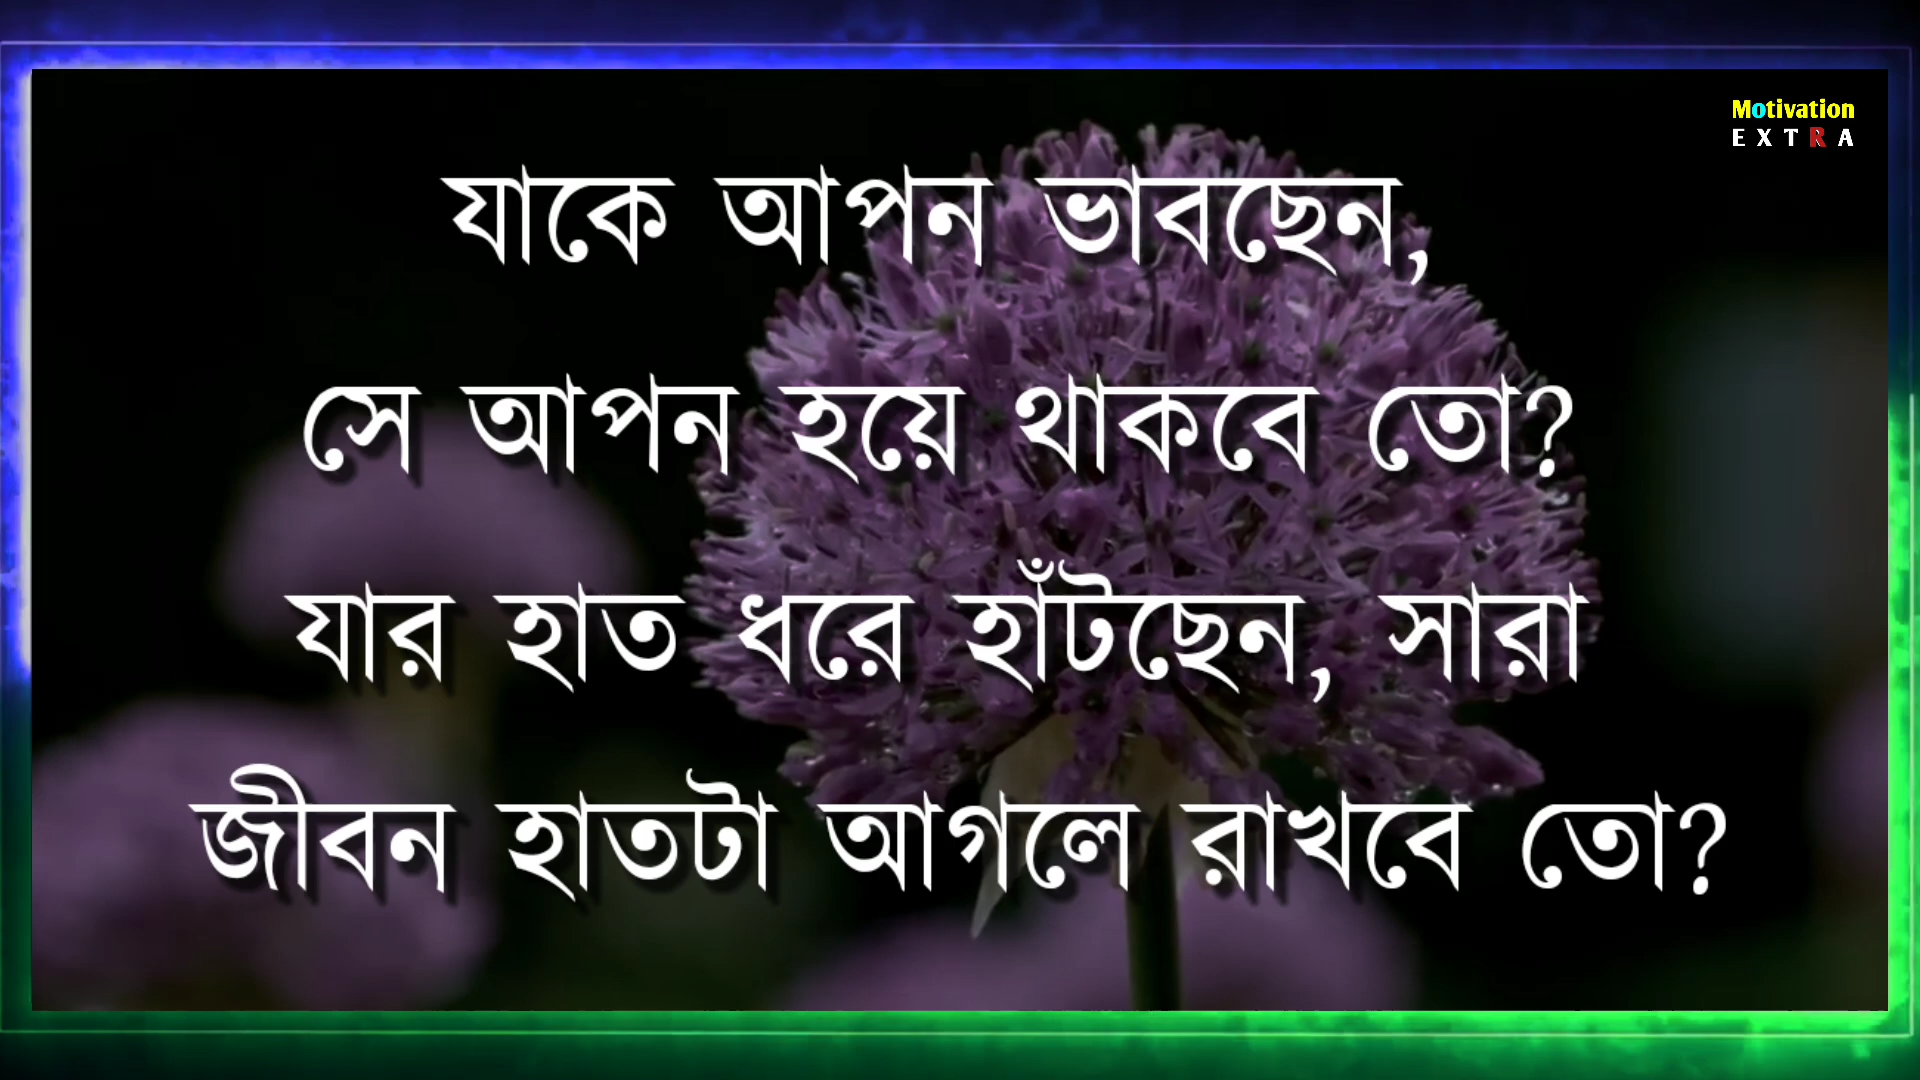 Motivation
EXTRA
যাকে আপন ভাবছেন,
সে আপন হয়ে থাকবে তো?
যার হাত ধরে হাঁটছেন, সারা
জীবন হাতটা আগলে রাখবে তো?